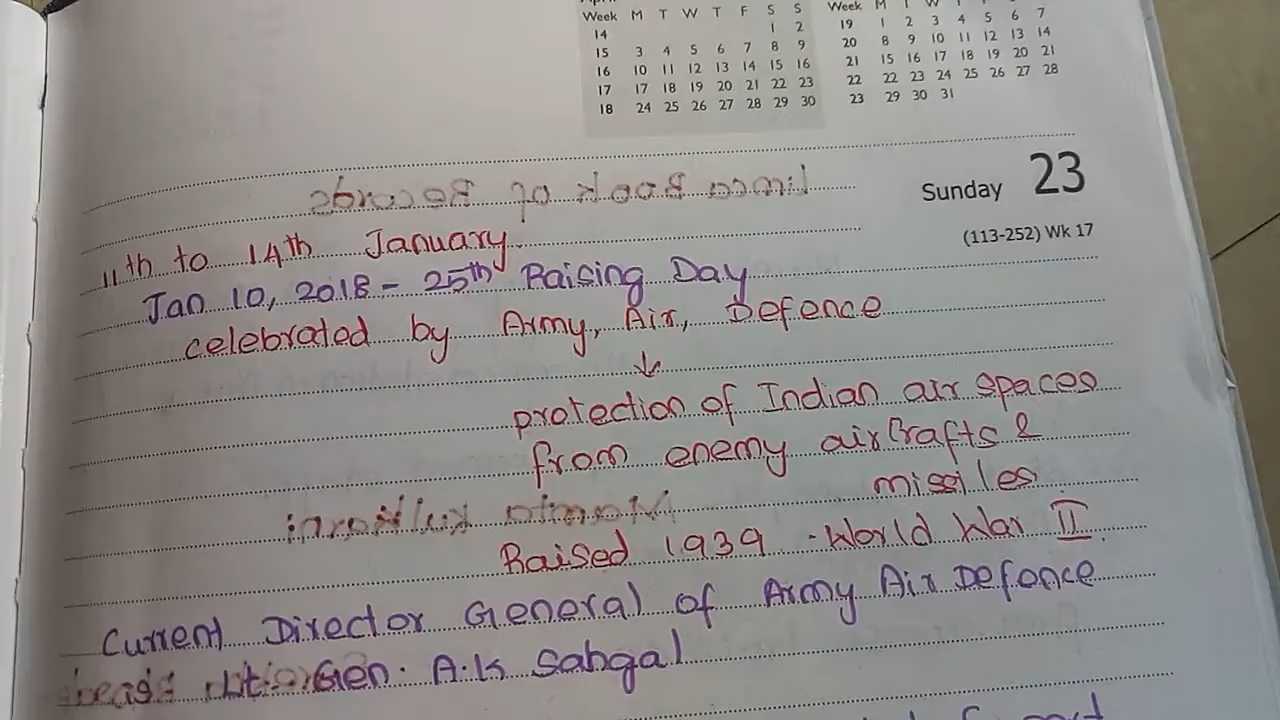 Week M T W T F S S
14 1 2
15 3 4 5 6 7 8 9
16 10 11 12 13 14 15 16
17 17 18 19 20 21 22 23
18 24 25 26 27 28 29 30
Week M T W
19 1 2 3 4 5 6 7
20 8 9 10 11 12 13 14
21 15 16 17 18 19 20 21
22 22 23 24 25 26 27 28
23 29 30 31
Sunday 23
(113-252) Wk 17
11th to 14th January
Jan 10, 2018 - 25th Raising Day
celebrated by Army, Air, Defence
↓
protection of Indian air spaces
from enemy aircrafts &
missiles
Raised 1939 - World War II.
Current Director General of Army Air Defence
Lt. Gen. A.K Sahgal